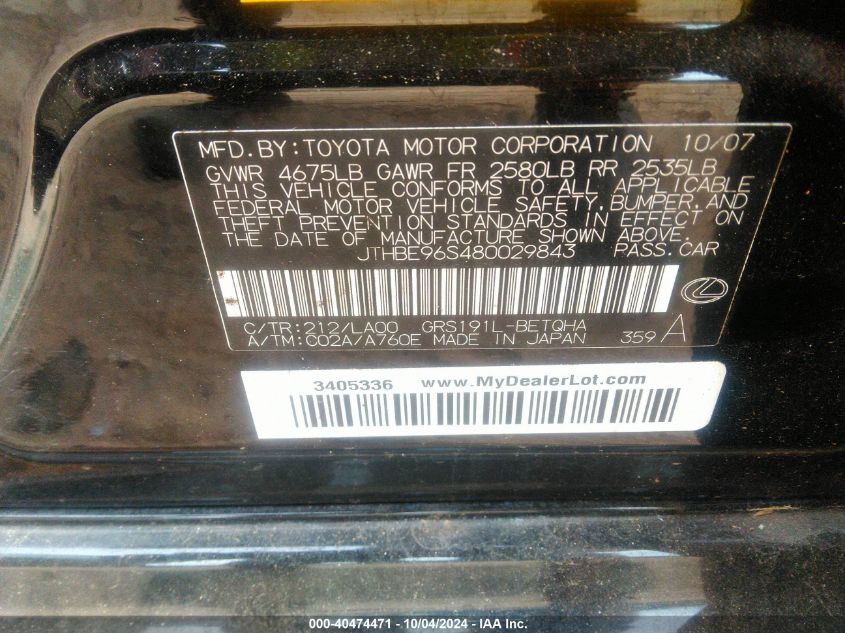 MFD.BY:TOYOTA MOTOR CORPORATION 10/07
GVWR 4675LB GAWR FR 2580LB RR 2535LB
THIS VEHICLE CONFORMS TO ALL APPLICABLE
FEDERAL MOTOR VEHICLE SAFETY,BUMPER,AND
THEFT PREVENTION STANDARDS IN EFFECT ON
THE DATE OF MANUFACTURE SHOWN ABOVE.
JTHBE96S480029843 PASS.CAR
C/TR:212/LA00 GRS191L-BETQHA
A/TM:C02A/A760E MADE IN JAPAN 359 A
3405336 www.MyDealerLot.com
000-40474471 - 10/04/2024 - IAA Inc.